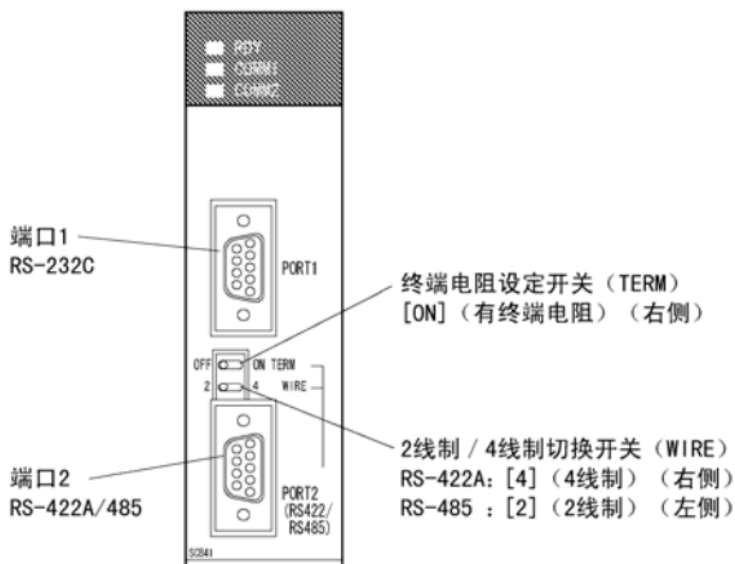 RDY
COMM1
COMM2
端口1
RS-232C
PORT1
终端电阻设定开关（TERM）
[ON]（有终端电阻）（右侧）
OFF ON TERM
2 4 WIRE
2线制／4线制切换开关（WIRE）
RS-422A：[4]（4线制）（右侧）
RS-485 ：[2]（2线制）（左侧）
端口2
RS-422A/485
PORT2
(RS422/
RS485)
SCB41